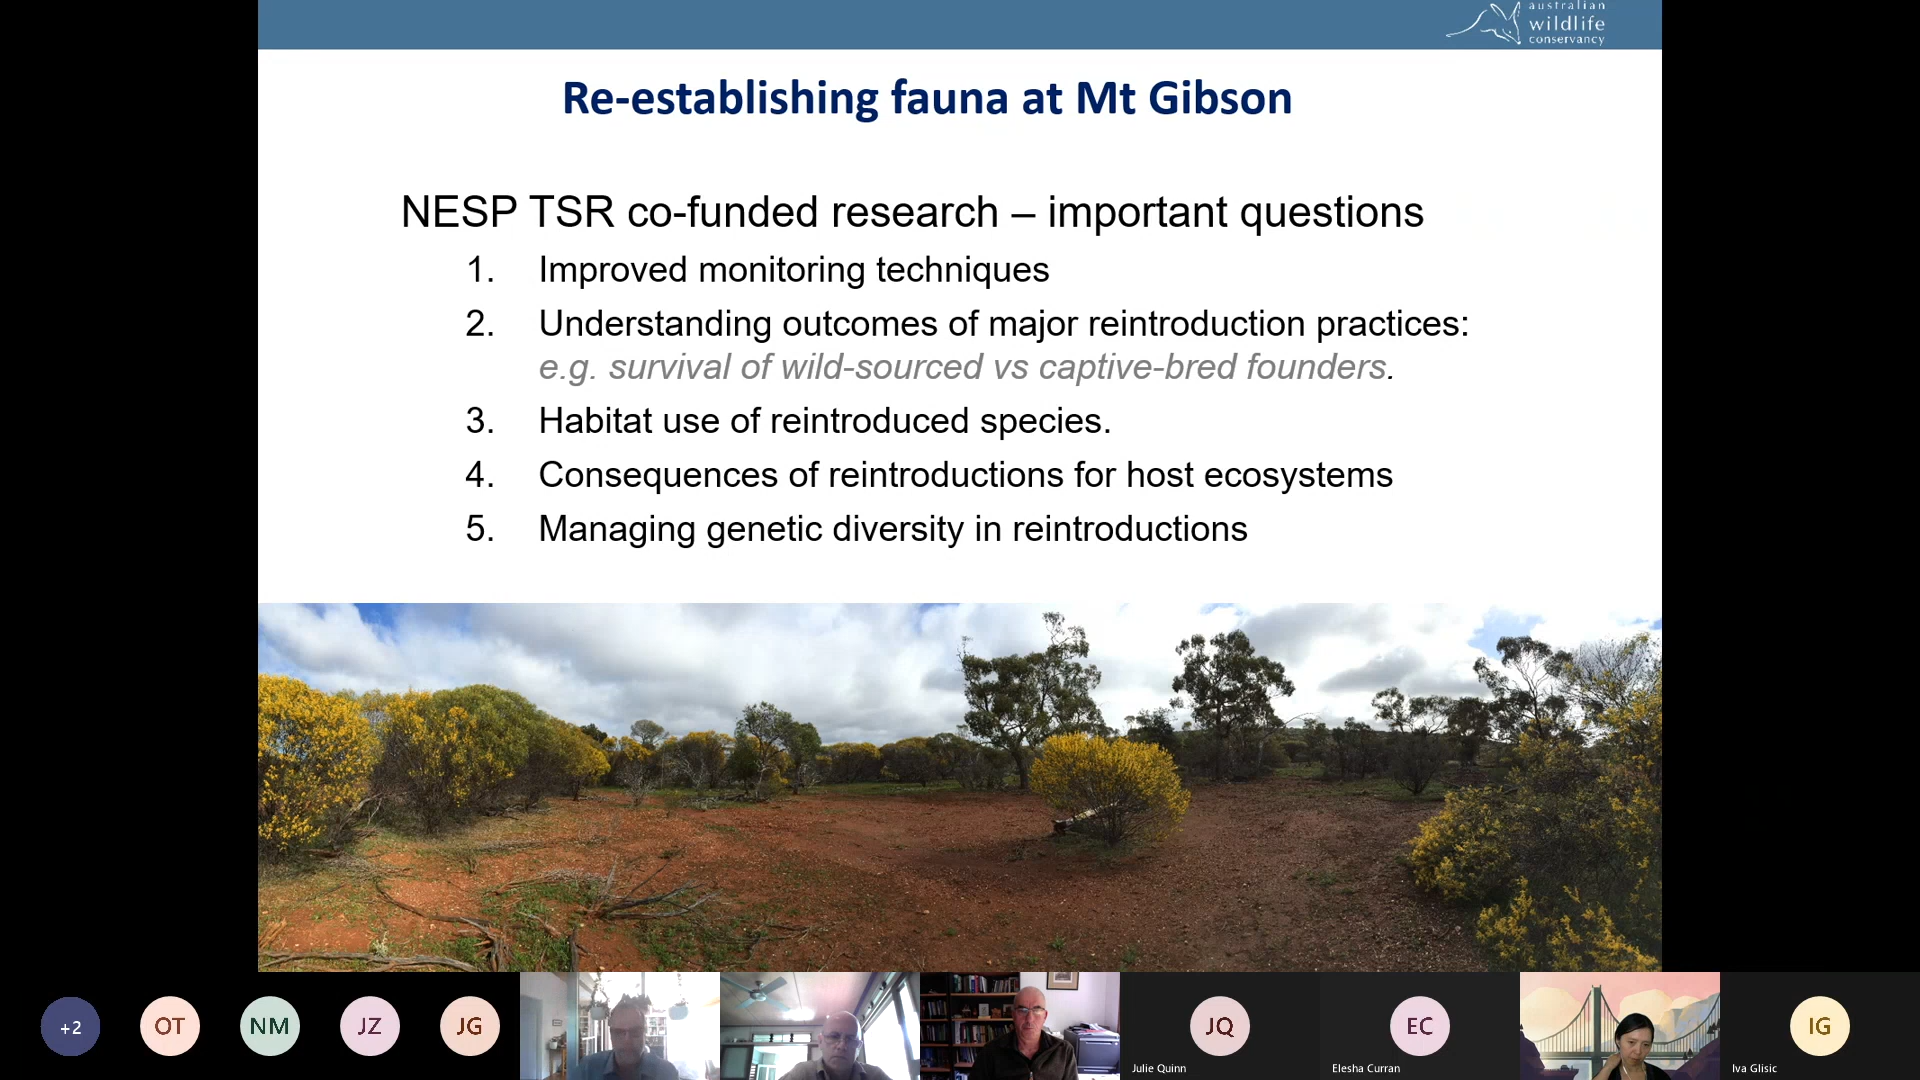 australian
wildlife
conservancy
Re-establishing fauna at Mt Gibson
NESP TSR co-funded research – important questions
1. Improved monitoring techniques
2. Understanding outcomes of major reintroduction practices:
e.g. survival of wild-sourced vs captive-bred founders.
3. Habitat use of reintroduced species.
4. Consequences of reintroductions for host ecosystems
5. Managing genetic diversity in reintroductions
+2
OT
NM
JZ
JG
JQ
Julie Quinn
EC
Elesha Curran
IG
Iva Glisic